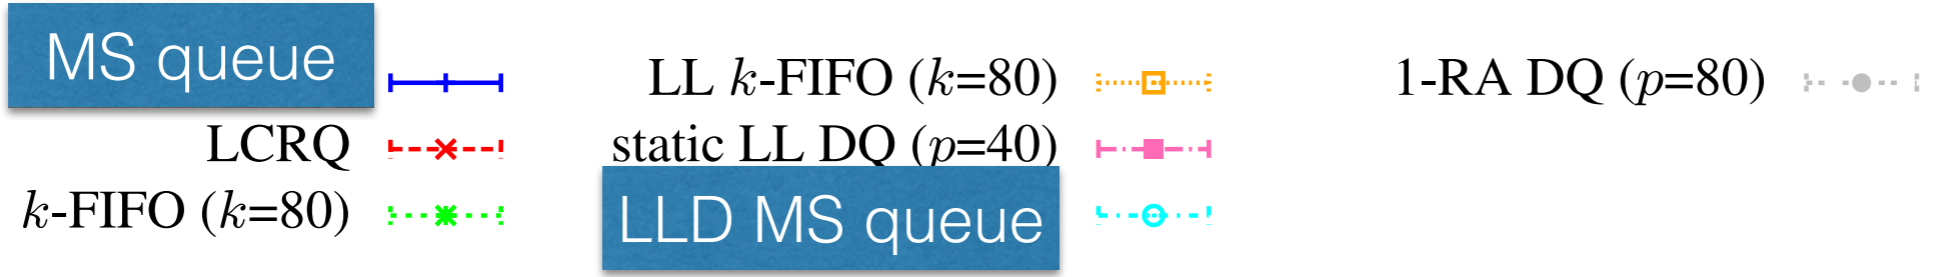 MS queue
LCRQ
k-FIFO (k=80)
LL k-FIFO (k=80)
static LL DQ (p=40)
LLD MS queue
1-RA DQ (p=80)